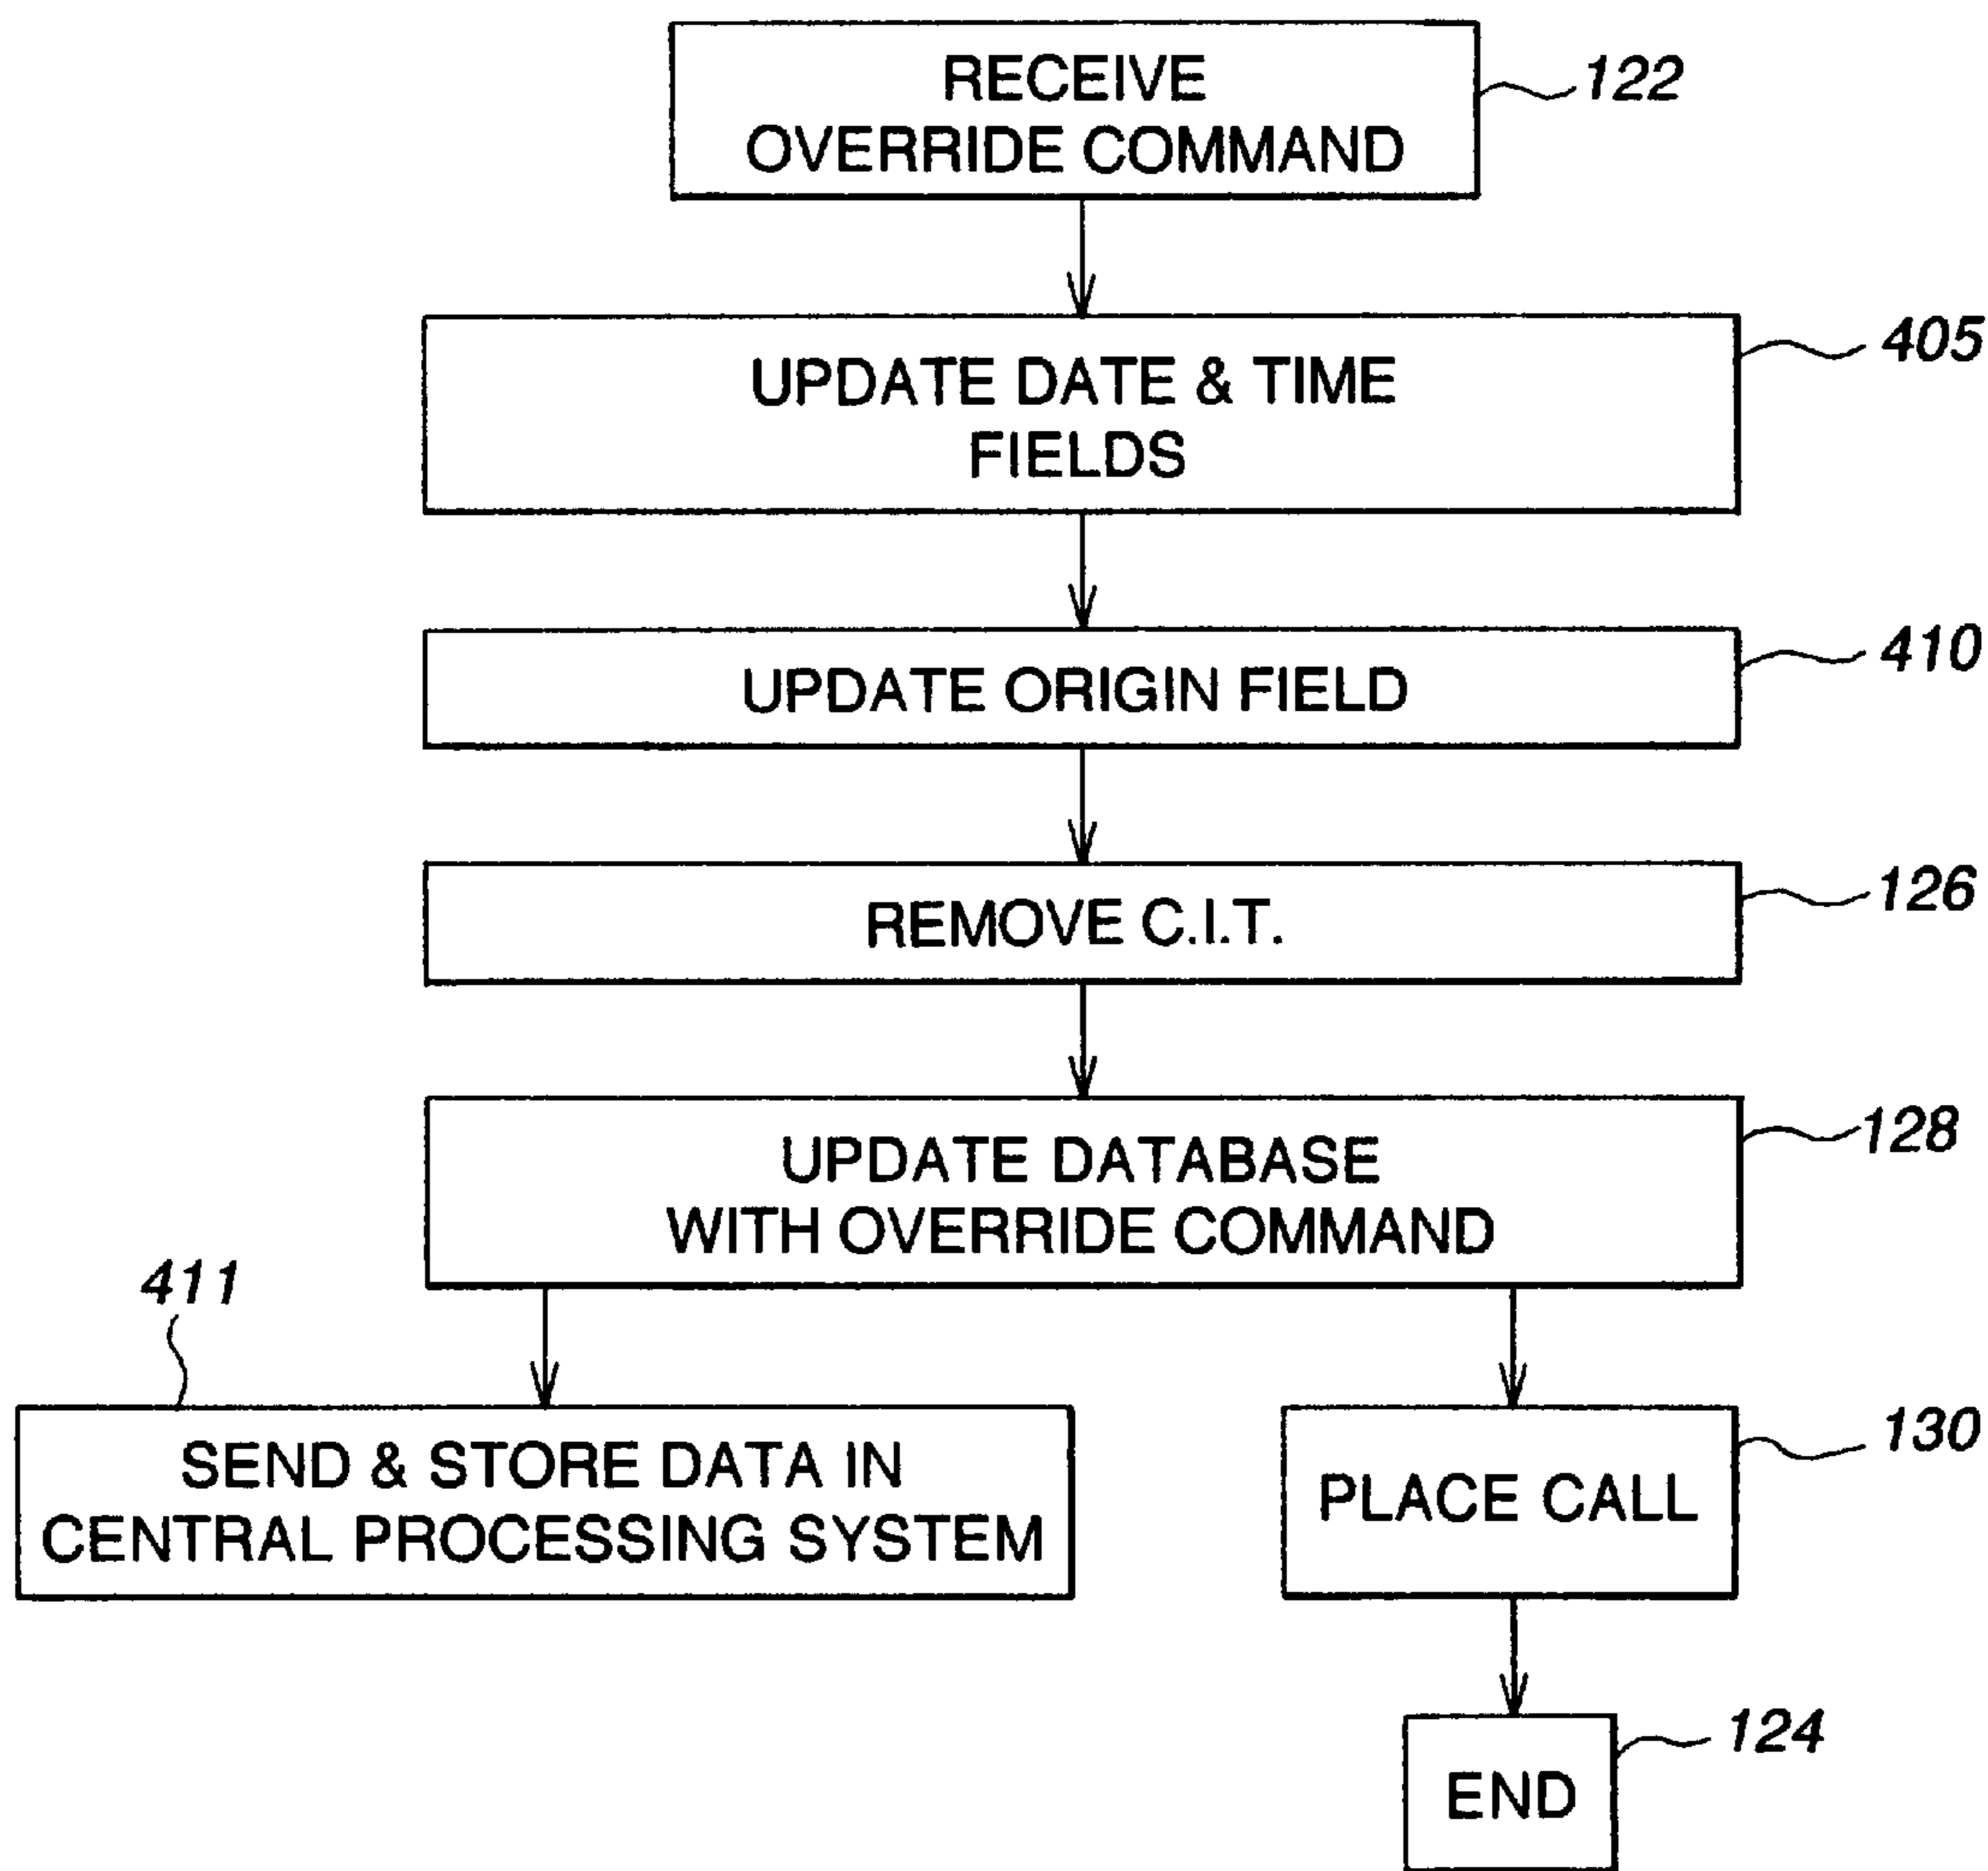 RECEIVE
OVERRIDE COMMAND
122
UPDATE DATE & TIME
FIELDS
405
UPDATE ORIGIN FIELD
410
REMOVE C.I.T.
126
UPDATE DATABASE
WITH OVERRIDE COMMAND
128
411
SEND & STORE DATA IN
CENTRAL PROCESSING SYSTEM
PLACE CALL
130
END
124